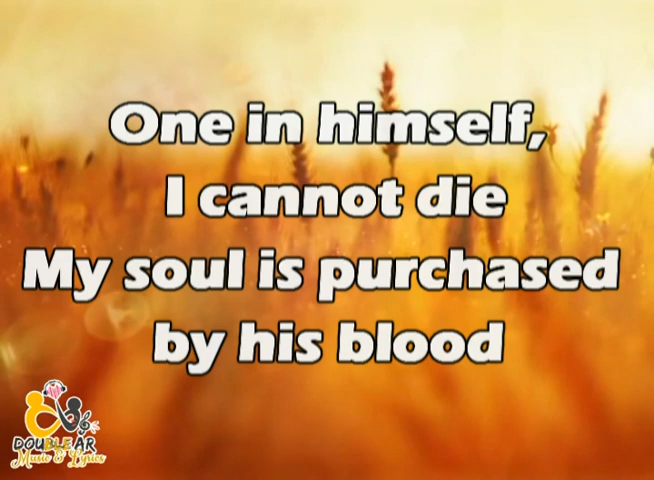 One in himself,
I cannot die
My soul is purchased
by his blood
DOUBLE AR
Music & Lyrics